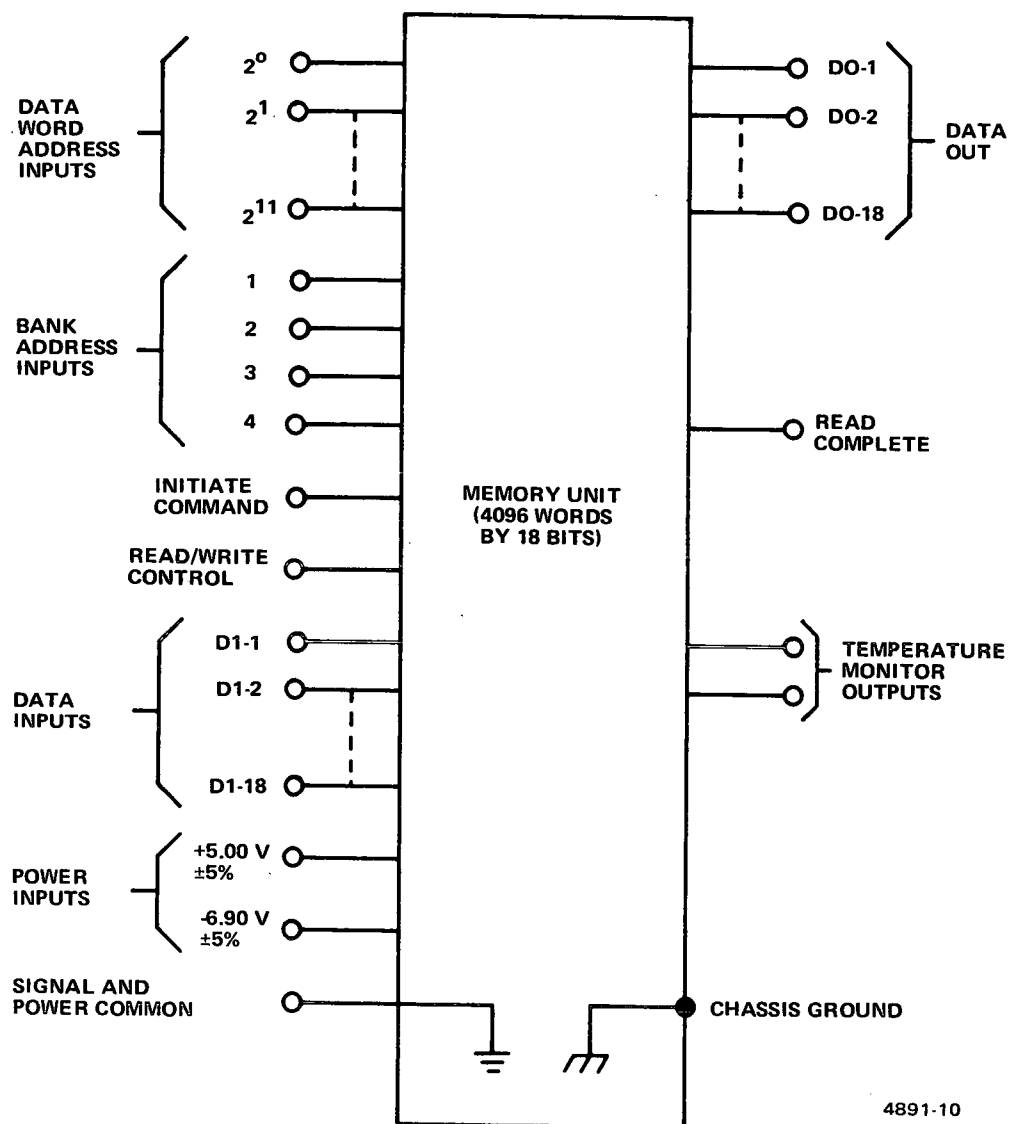 DATA
WORD
ADDRESS
INPUTS
2⁰
2¹
2¹¹
BANK
ADDRESS
INPUTS
1
2
3
4
INITIATE
COMMAND
READ/WRITE
CONTROL
DATA
INPUTS
D1-1
D1-2
D1-18
POWER
INPUTS
+5.00 V
±5%
-6.90 V
±5%
SIGNAL AND
POWER COMMON
MEMORY UNIT
(4096 WORDS
BY 18 BITS)
DO-1
DO-2
DO-18
DATA
OUT
READ
COMPLETE
TEMPERATURE
MONITOR
OUTPUTS
CHASSIS GROUND
4891-10